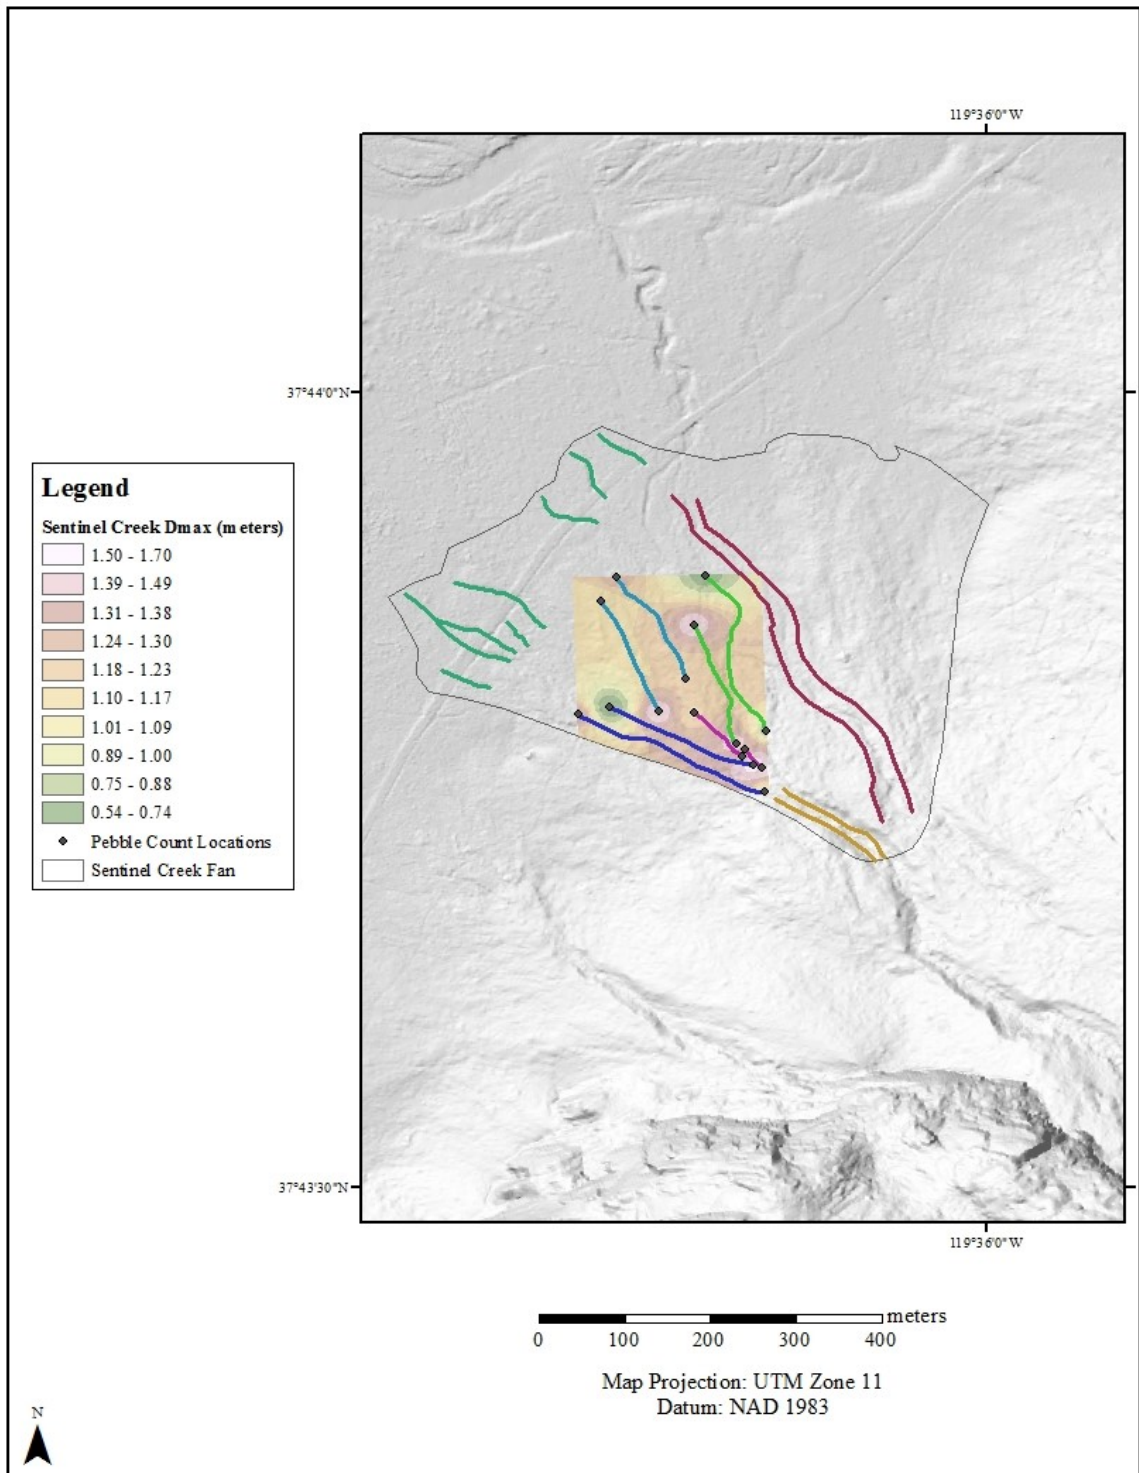 119°36'0"W
37°44'0"N
Legend
Sentinel Creek Dmax (meters)
1.50 - 1.70
1.39 - 1.49
1.31 - 1.38
1.24 - 1.30
1.18 - 1.23
1.10 - 1.17
1.01 - 1.09
0.89 - 1.00
0.75 - 0.88
0.54 - 0.74
Pebble Count Locations
Sentinel Creek Fan
37°43'30"N
119°36'0"W
meters
0 100 200 300 400
Map Projection: UTM Zone 11
Datum: NAD 1983
N